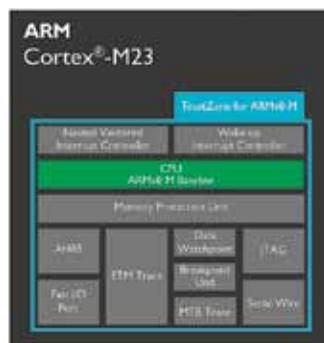 ARM
Cortex®-M23
TrustZone for ARMv8-M
Nested Vectored
Interrupt Controller
Wake-up
Interrupt Controller
CPU
ARMv8-M Baseline
Memory Protection Unit
AHB5
Fast I/O
Port
ETM Trace
Data
Watchpoint
Breakpoint
Unit
MTB Trace
JTAG
Serial Wire